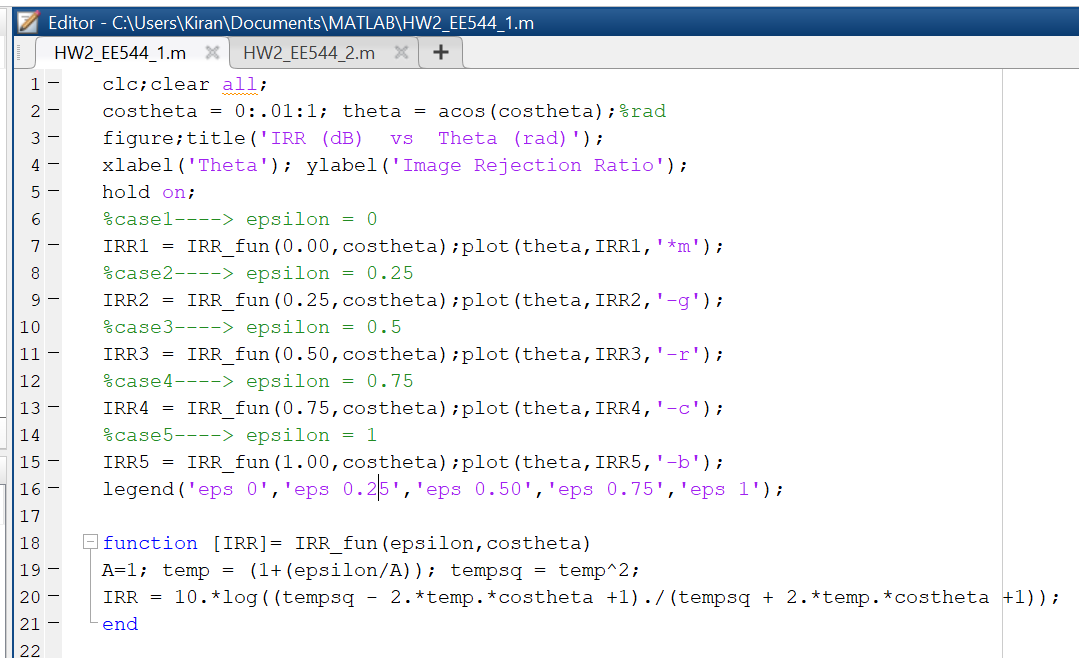 Editor - C:\Users\Kiran\Documents\MATLAB\HW2_EE544_1.m
HW2_EE544_1.m × HW2_EE544_2.m × +
1 - clc;clear all;
2 - costheta = 0:.01:1; theta = acos(costheta);%rad
3 - figure;title('IRR (dB)  vs  Theta (rad)');
4 - xlabel('Theta'); ylabel('Image Rejection Ratio');
5 - hold on;
6 %case1----> epsilon = 0
7 - IRR1 = IRR_fun(0.00,costheta);plot(theta,IRR1,'*m');
8 %case2----> epsilon = 0.25
9 - IRR2 = IRR_fun(0.25,costheta);plot(theta,IRR2,'-g');
10 %case3----> epsilon = 0.5
11 - IRR3 = IRR_fun(0.50,costheta);plot(theta,IRR3,'-r');
12 %case4----> epsilon = 0.75
13 - IRR4 = IRR_fun(0.75,costheta);plot(theta,IRR4,'-c');
14 %case5----> epsilon = 1
15 - IRR5 = IRR_fun(1.00,costheta);plot(theta,IRR5,'-b');
16 - legend('eps 0','eps 0.25','eps 0.50','eps 0.75','eps 1');
17
18 function [IRR]= IRR_fun(epsilon,costheta)
19 - A=1; temp = (1+(epsilon/A)); tempsq = temp^2;
20 - IRR = 10.*log((tempsq - 2.*temp.*costheta +1)./(tempsq + 2.*temp.*costheta +1));
21 - end
22